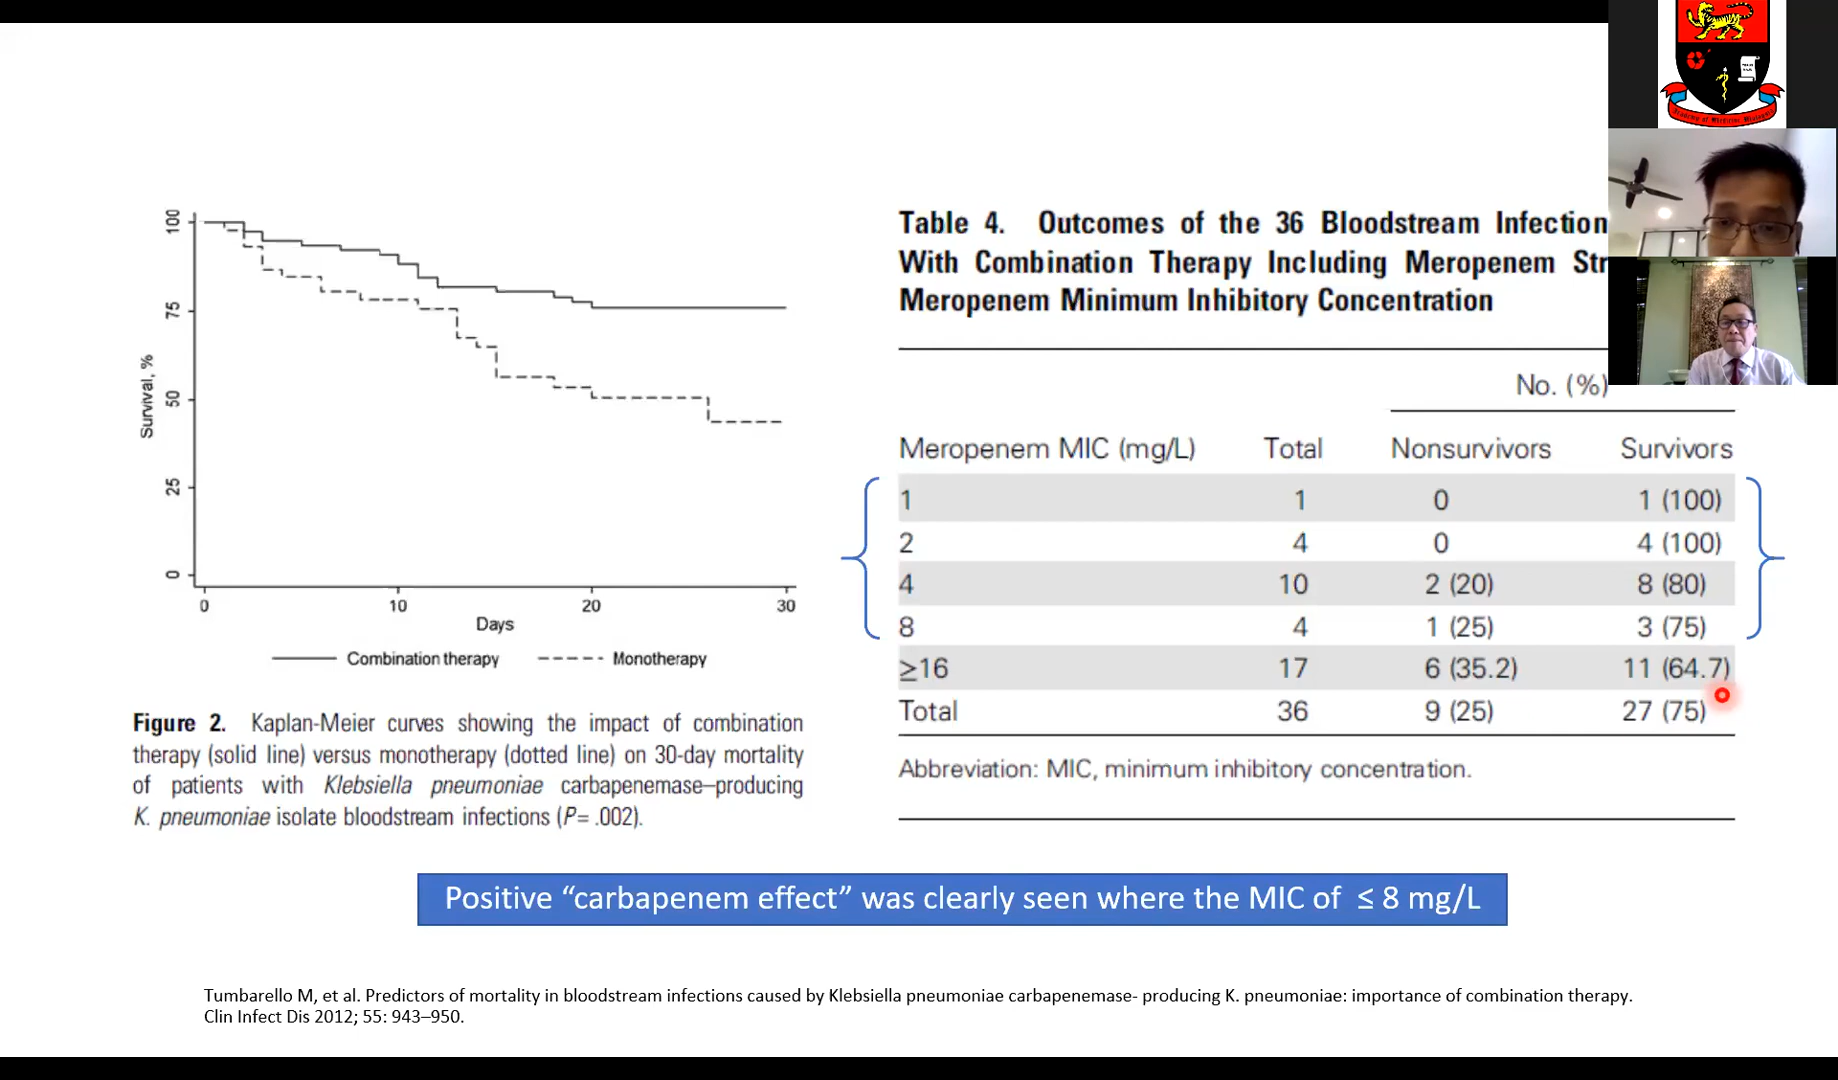 100
75
50
25
0
Survival, %
0 10 20 30
Days
Combination therapy Monotherapy
Figure 2. Kaplan-Meier curves showing the impact of combination
therapy (solid line) versus monotherapy (dotted line) on 30-day mortality
of patients with Klebsiella pneumoniae carbapenemase–producing
K. pneumoniae isolate bloodstream infections (P= .002).
Table 4. Outcomes of the 36 Bloodstream Infection
With Combination Therapy Including Meropenem Str
Meropenem Minimum Inhibitory Concentration
No. (%)
Meropenem MIC (mg/L) Total Nonsurvivors Survivors
1 1 0 1 (100)
2 4 0 4 (100)
4 10 2 (20) 8 (80)
8 4 1 (25) 3 (75)
≥16 17 6 (35.2) 11 (64.7)
Total 36 9 (25) 27 (75)
Abbreviation: MIC, minimum inhibitory concentration.
Positive “carbapenem effect” was clearly seen where the MIC of ≤ 8 mg/L
Tumbarello M, et al. Predictors of mortality in bloodstream infections caused by Klebsiella pneumoniae carbapenemase- producing K. pneumoniae: importance of combination therapy.
Clin Infect Dis 2012; 55: 943–950.
Academy of Medicine Malaysia